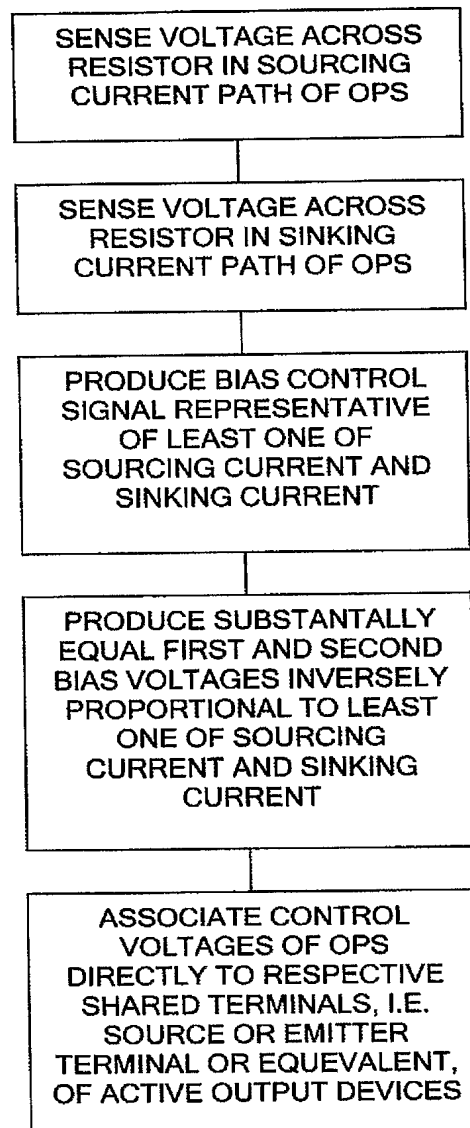 SENSE VOLTAGE ACROSS
RESISTOR IN SOURCING
CURRENT PATH OF OPS
SENSE VOLTAGE ACROSS
RESISTOR IN SINKING
CURRENT PATH OF OPS
PRODUCE BIAS CONTROL
SIGNAL REPRESENTATIVE
OF LEAST ONE OF
SOURCING CURRENT AND
SINKING CURRENT
PRODUCE SUBSTANTALLY
EQUAL FIRST AND SECOND
BIAS VOLTAGES INVERSELY
PROPORTIONAL TO LEAST
ONE OF SOURCING
CURRENT AND SINKING
CURRENT
ASSOCIATE CONTROL
VOLTAGES OF OPS
DIRECTLY TO RESPECTIVE
SHARED TERMINALS, I.E.
SOURCE OR EMITTER
TERMINAL OR EQUEVALENT,
OF ACTIVE OUTPUT DEVICES